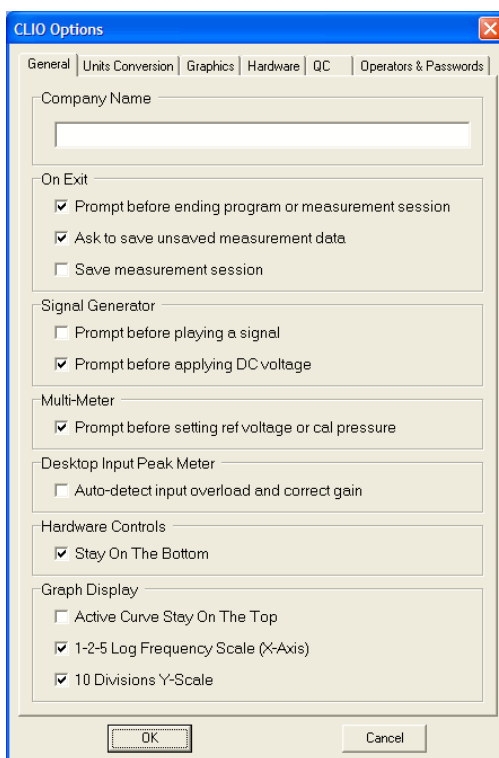 CLIO Options
General Units Conversion Graphics Hardware QC Operators & Passwords
Company Name
On Exit
Prompt before ending program or measurement session
Ask to save unsaved measurement data
Save measurement session
Signal Generator
Prompt before playing a signal
Prompt before applying DC voltage
Multi-Meter
Prompt before setting ref voltage or cal pressure
Desktop Input Peak Meter
Auto-detect input overload and correct gain
Hardware Controls
Stay On The Bottom
Graph Display
Active Curve Stay On The Top
1-2-5 Log Frequency Scale (X-Axis)
10 Divisions Y-Scale
OK Cancel